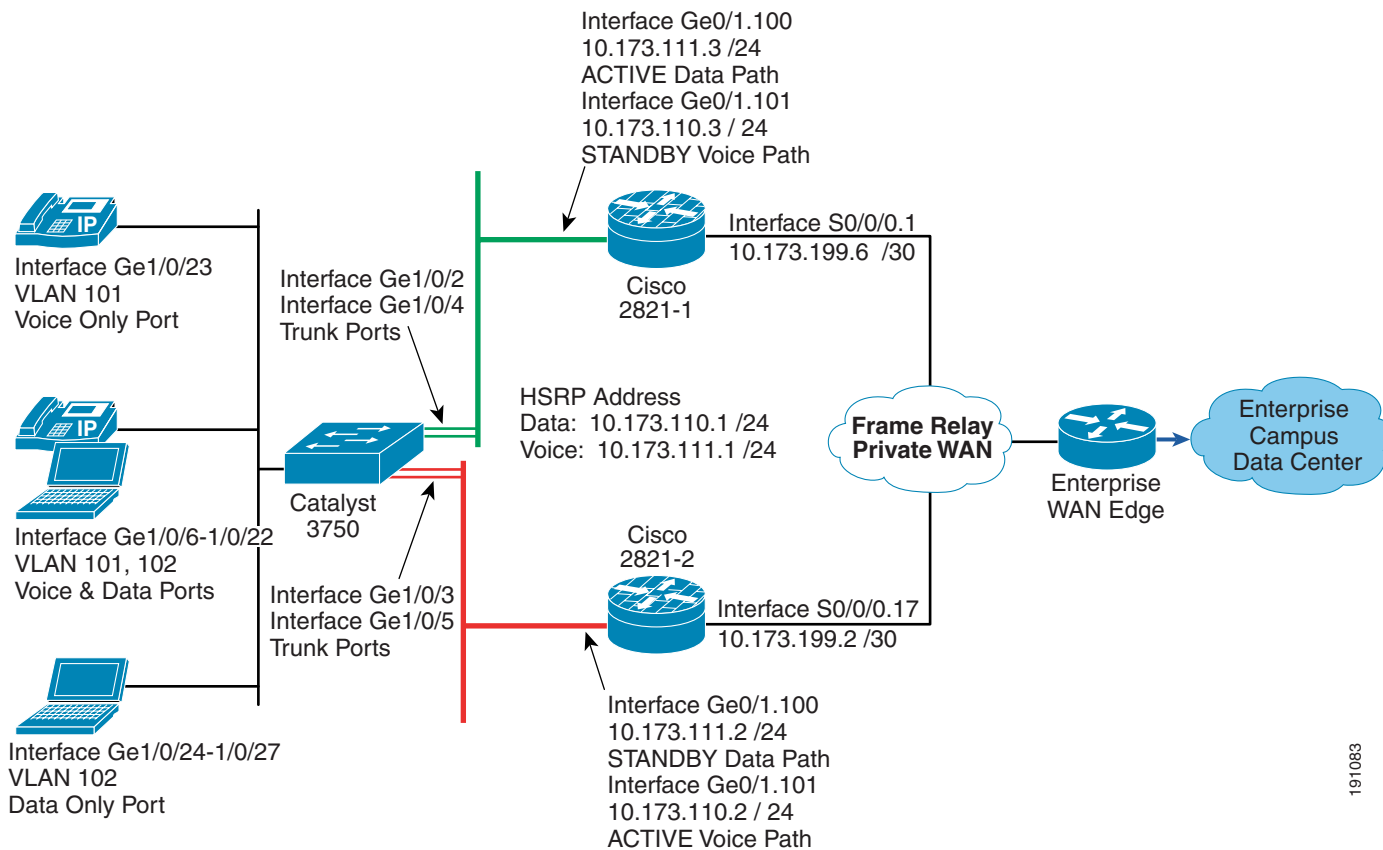 Interface Ge0/1.100
10.173.111.3 /24
ACTIVE Data Path
Interface Ge0/1.101
10.173.110.3 / 24
STANDBY Voice Path
IP
Interface Ge1/0/23
VLAN 101
Voice Only Port
Interface Ge1/0/2
Interface Ge1/0/4
Trunk Ports
Cisco
2821-1
Interface S0/0/0.1
10.173.199.6 /30
HSRP Address
Data: 10.173.110.1 /24
Voice: 10.173.111.1 /24
IP
Interface Ge1/0/6-1/0/22
VLAN 101, 102
Voice & Data Ports
Catalyst
3750
Frame Relay
Private WAN
Enterprise
WAN Edge
Enterprise
Campus
Data Center
Interface Ge1/0/3
Interface Ge1/0/5
Trunk Ports
Cisco
2821-2
Interface S0/0/0.17
10.173.199.2 /30
Interface Ge1/0/24-1/0/27
VLAN 102
Data Only Port
Interface Ge0/1.100
10.173.111.2 /24
STANDBY Data Path
Interface Ge0/1.101
10.173.110.2 / 24
ACTIVE Voice Path
191083